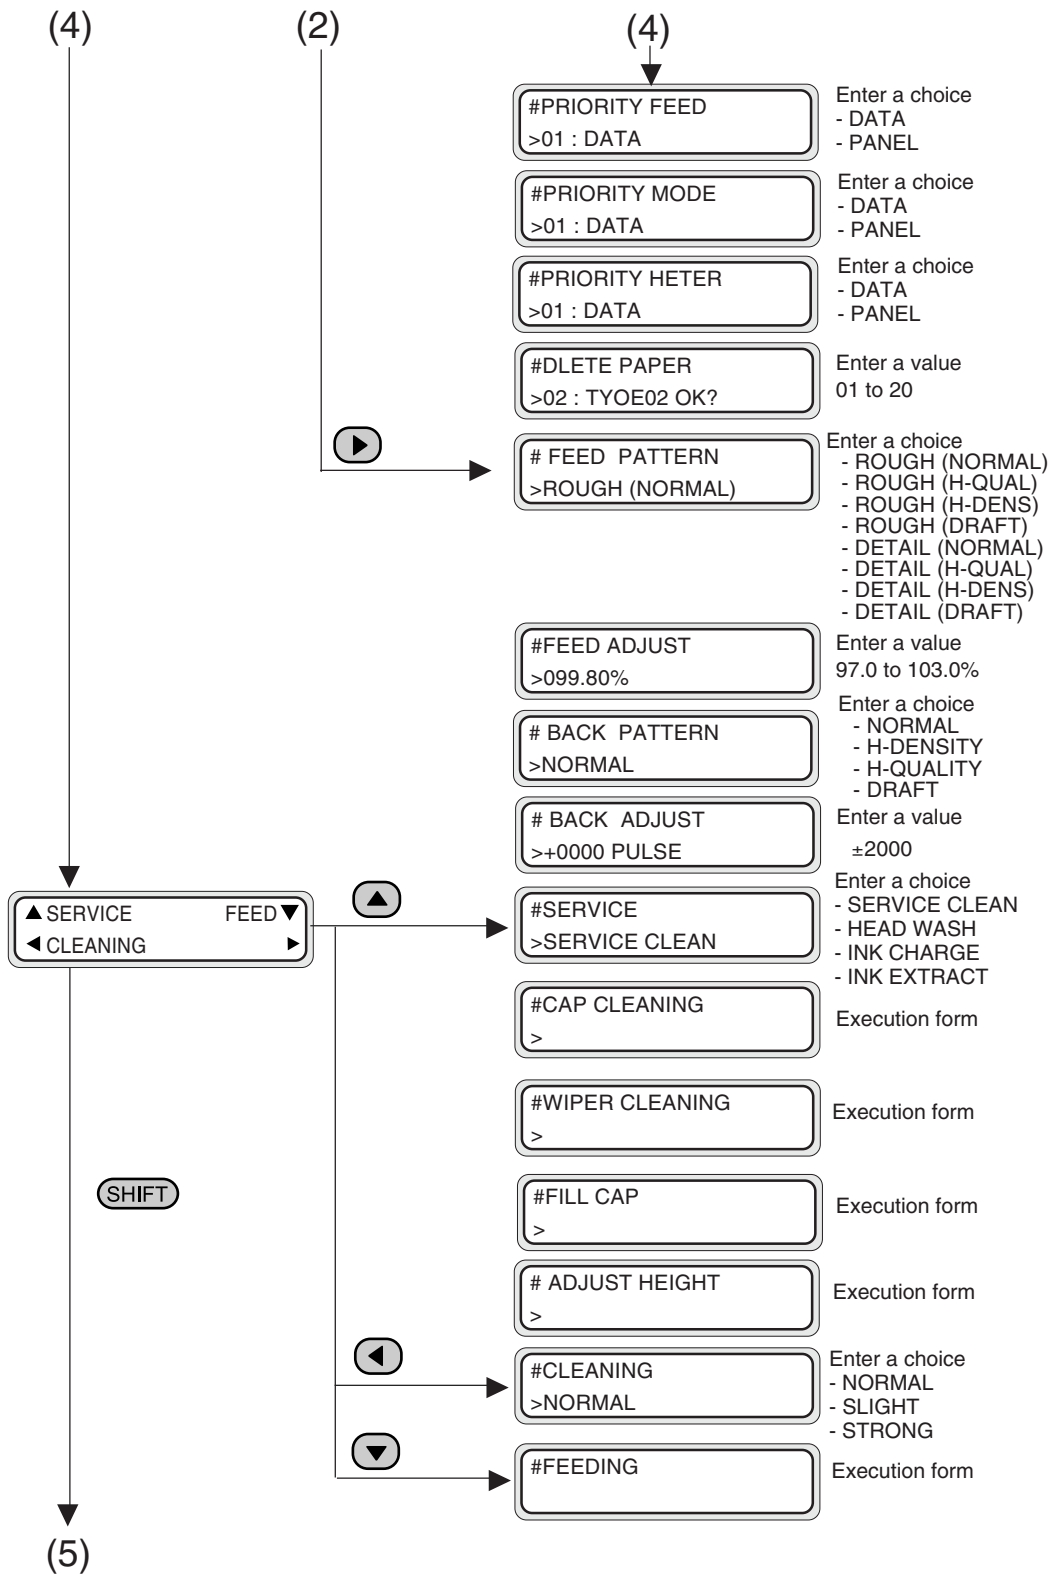 (4)
(2)
(4)
#PRIORITY FEED
>01 : DATA
Enter a choice
- DATA
- PANEL
#PRIORITY MODE
>01 : DATA
Enter a choice
- DATA
- PANEL
#PRIORITY HETER
>01 : DATA
Enter a choice
- DATA
- PANEL
#DLETE PAPER
>02 : TYOE02 OK?
Enter a value
01 to 20
# FEED PATTERN
>ROUGH (NORMAL)
Enter a choice
- ROUGH (NORMAL)
- ROUGH (H-QUAL)
- ROUGH (H-DENS)
- ROUGH (DRAFT)
- DETAIL (NORMAL)
- DETAIL (H-QUAL)
- DETAIL (H-DENS)
- DETAIL (DRAFT)
#FEED ADJUST
>099.80%
Enter a value
97.0 to 103.0%
# BACK PATTERN
>NORMAL
Enter a choice
- NORMAL
- H-DENSITY
- H-QUALITY
- DRAFT
# BACK ADJUST
>+0000 PULSE
Enter a value
±2000
▲SERVICE FEED▼
◀CLEANING ▶
#SERVICE
>SERVICE CLEAN
Enter a choice
- SERVICE CLEAN
- HEAD WASH
- INK CHARGE
- INK EXTRACT
#CAP CLEANING
>
Execution form
#WIPER CLEANING
>
Execution form
SHIFT
#FILL CAP
>
Execution form
# ADJUST HEIGHT
>
Execution form
#CLEANING
>NORMAL
Enter a choice
- NORMAL
- SLIGHT
- STRONG
#FEEDING
Execution form
(5)